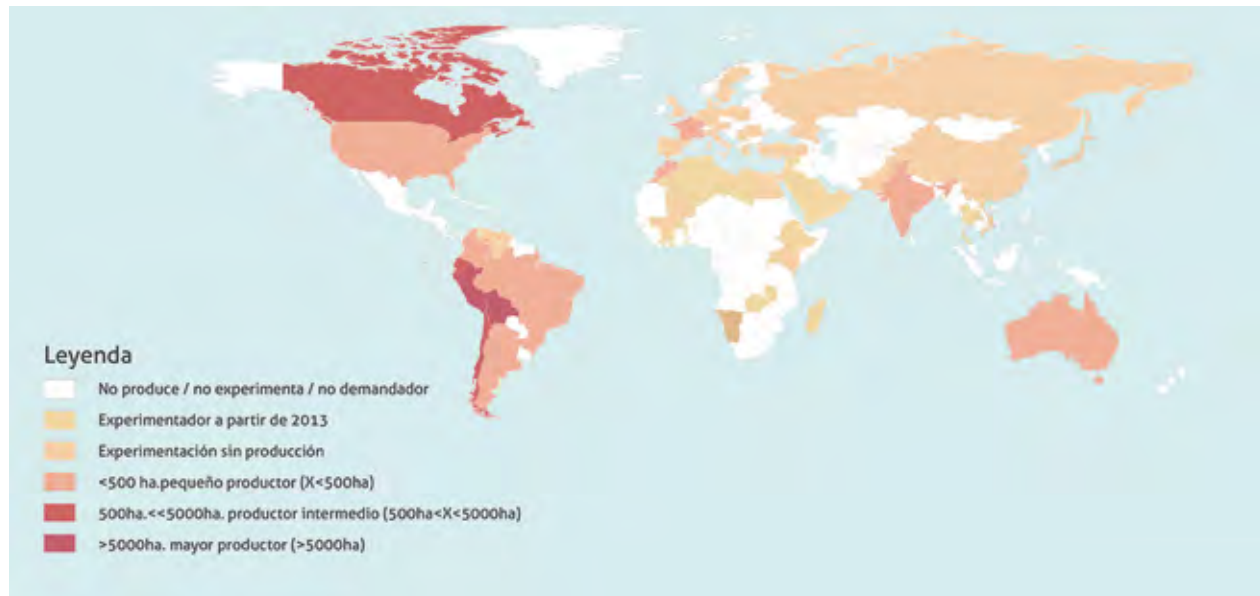 Leyenda
No produce / no experimenta / no demandador
Experimentador a partir de 2013
Experimentación sin producción
<500 ha.pequeño productor (X<500ha)
500ha.<<5000ha. productor intermedio (500ha<X<5000ha)
>5000ha. mayor productor (>5000ha)